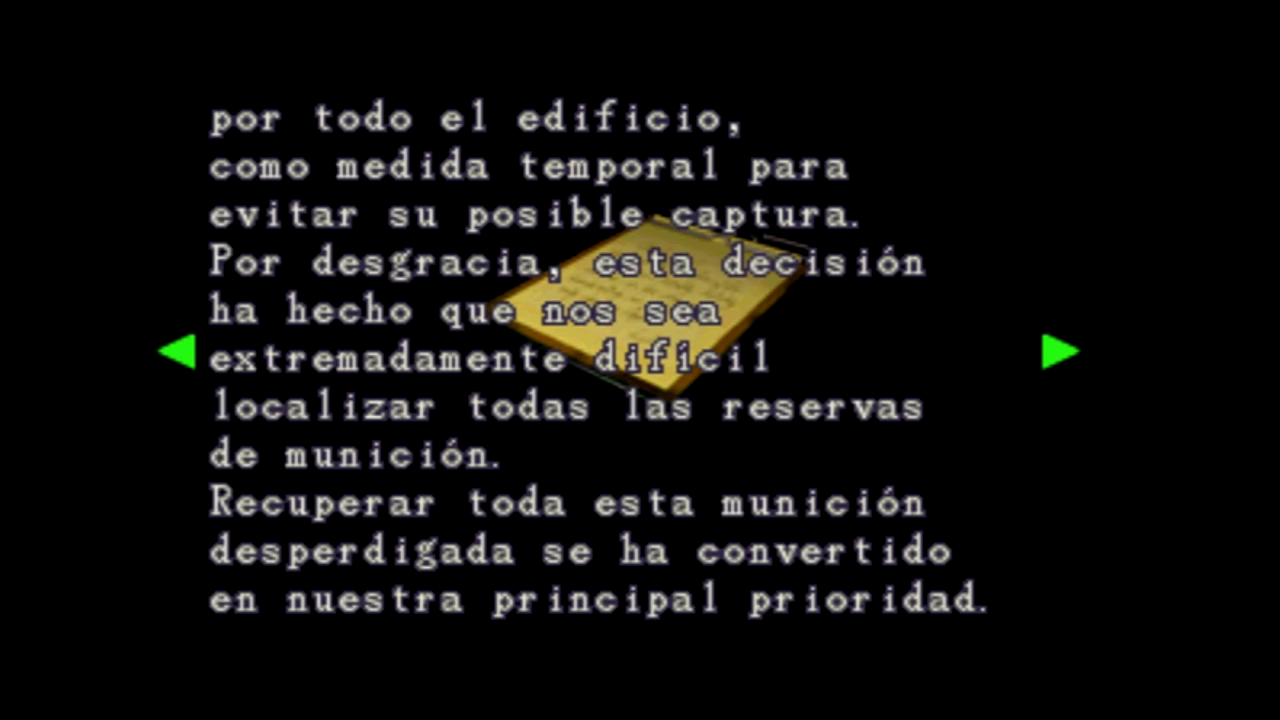 por todo el edificio,
como medida temporal para
evitar su posible captura.
Por desgracia, esta decisión
ha hecho que nos sea
extremadamente difícil
localizar todas las reservas
de munición.
Recuperar toda esta munición
desperdigada se ha convertido
en nuestra principal prioridad.